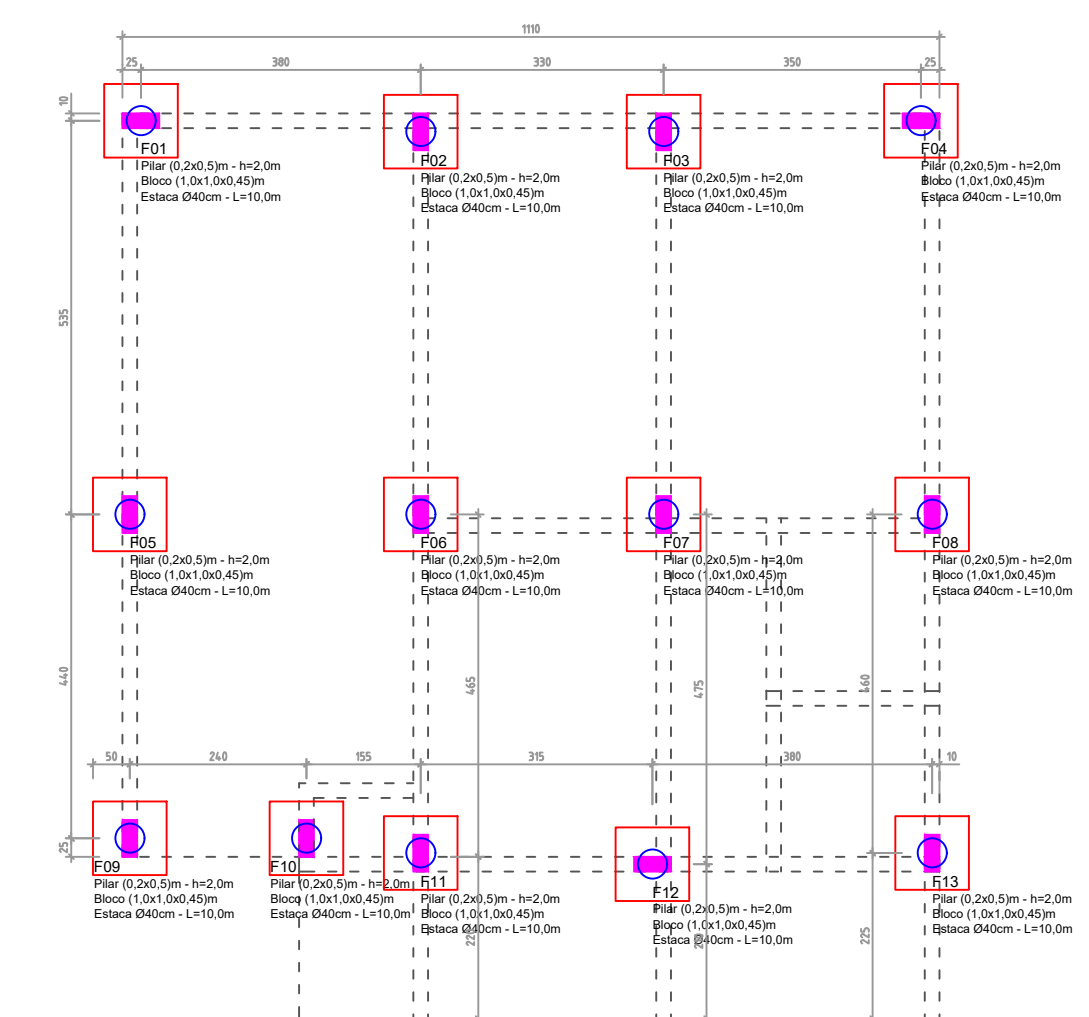 1110
25
380
330
350
25
10
F01
Pilar (0,2x0,5)m - h=2,0m
Bloco (1,0x1,0x0,45)m
Estaca Ø40cm - L=10,0m
F02
Pilar (0,2x0,5)m - h=2,0m
Bloco (1,0x1,0x0,45)m
Estaca Ø40cm - L=10,0m
F03
Pilar (0,2x0,5)m - h=2,0m
Bloco (1,0x1,0x0,45)m
Estaca Ø40cm - L=10,0m
F04
Pilar (0,2x0,5)m - h=2,0m
Bloco (1,0x1,0x0,45)m
Estaca Ø40cm - L=10,0m
535
F05
Pilar (0,2x0,5)m - h=2,0m
Bloco (1,0x1,0x0,45)m
Estaca Ø40cm - L=10,0m
F06
Pilar (0,2x0,5)m - h=2,0m
Bloco (1,0x1,0x0,45)m
Estaca Ø40cm - L=10,0m
F07
Pilar (0,2x0,5)m - h=2,0m
Bloco (1,0x1,0x0,45)m
Estaca Ø40cm - L=10,0m
F08
Pilar (0,2x0,5)m - h=2,0m
Bloco (1,0x1,0x0,45)m
Estaca Ø40cm - L=10,0m
440
465
475
460
50
240
155
315
380
10
25
F09
Pilar (0,2x0,5)m - h=2,0m
Bloco (1,0x1,0x0,45)m
Estaca Ø40cm - L=10,0m
F10
Pilar (0,2x0,5)m - h=2,0m
Bloco (1,0x1,0x0,45)m
Estaca Ø40cm - L=10,0m
F11
Pilar (0,2x0,5)m - h=2,0m
Bloco (1,0x1,0x0,45)m
Estaca Ø40cm - L=10,0m
F12
Pilar (0,2x0,5)m - h=2,0m
Bloco (1,0x1,0x0,45)m
Estaca Ø40cm - L=10,0m
F13
Pilar (0,2x0,5)m - h=2,0m
Bloco (1,0x1,0x0,45)m
Estaca Ø40cm - L=10,0m
225